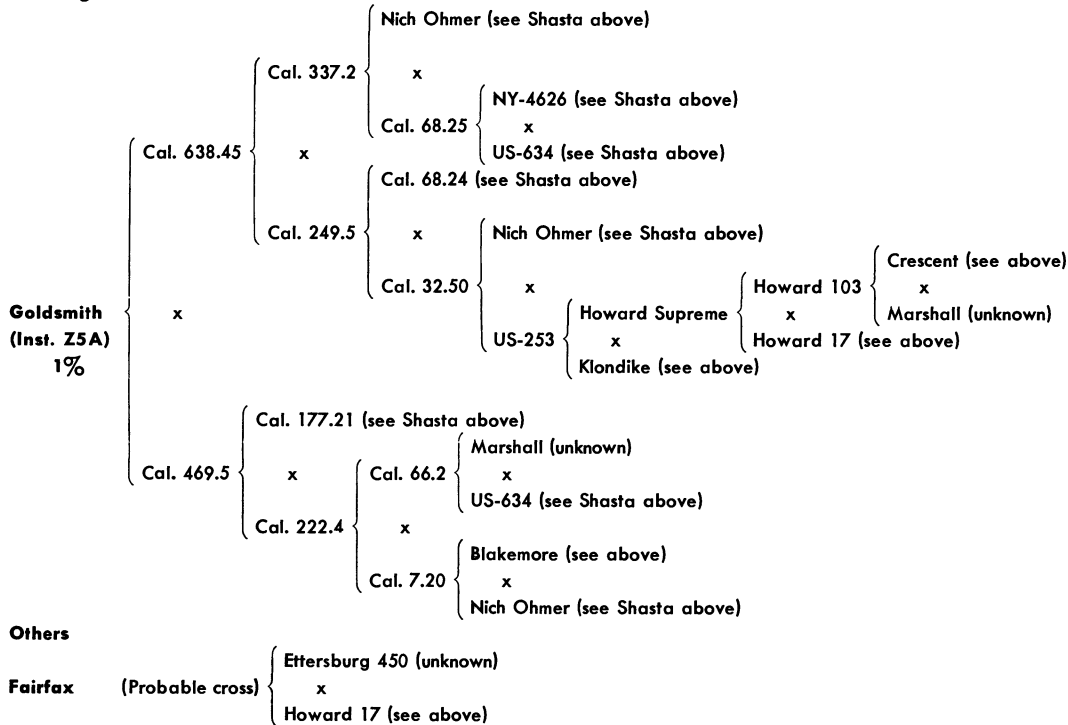 Nich Ohmer (see Shasta above)
Cal. 337.2 x
NY-4626 (see Shasta above)
Cal. 68.25 x
Cal. 638.45 x US-634 (see Shasta above)
Cal. 68.24 (see Shasta above)
Cal. 249.5 x Nich Ohmer (see Shasta above)
Crescent (see above)
Cal. 32.50 x Howard 103 x
Goldsmith x Howard Supreme x Marshall (unknown)
(Inst. Z5A) US-253 x Howard 17 (see above)
1% Klondike (see above)
Cal. 177.21 (see Shasta above)
Marshall (unknown)
Cal. 469.5 x Cal. 66.2 x
US-634 (see Shasta above)
Cal. 222.4 x
Blakemore (see above)
Cal. 7.20 x
Nich Ohmer (see Shasta above)
Others
Ettersburg 450 (unknown)
Fairfax (Probable cross) x
Howard 17 (see above)